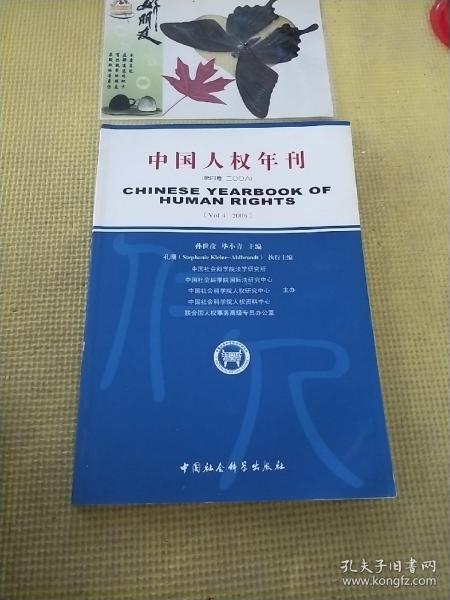 好朋友
中国人权年刊
（第四卷 二〇〇六）
CHINESE YEARBOOK OF
HUMAN RIGHTS
〔Vol.4 2006〕
孙世彦 毕小青 主编
孔珊（Stephanie Kleine-Ahlbrandt）执行主编
中国社会科学院法学研究所
中国社会科学院国际法研究中心
中国社会科学院人权研究中心 主办
中国社会科学院人权资料中心
联合国人权事务高级专员办公室
中国社会科学出版社
孔夫子旧书网
www.kongfz.com